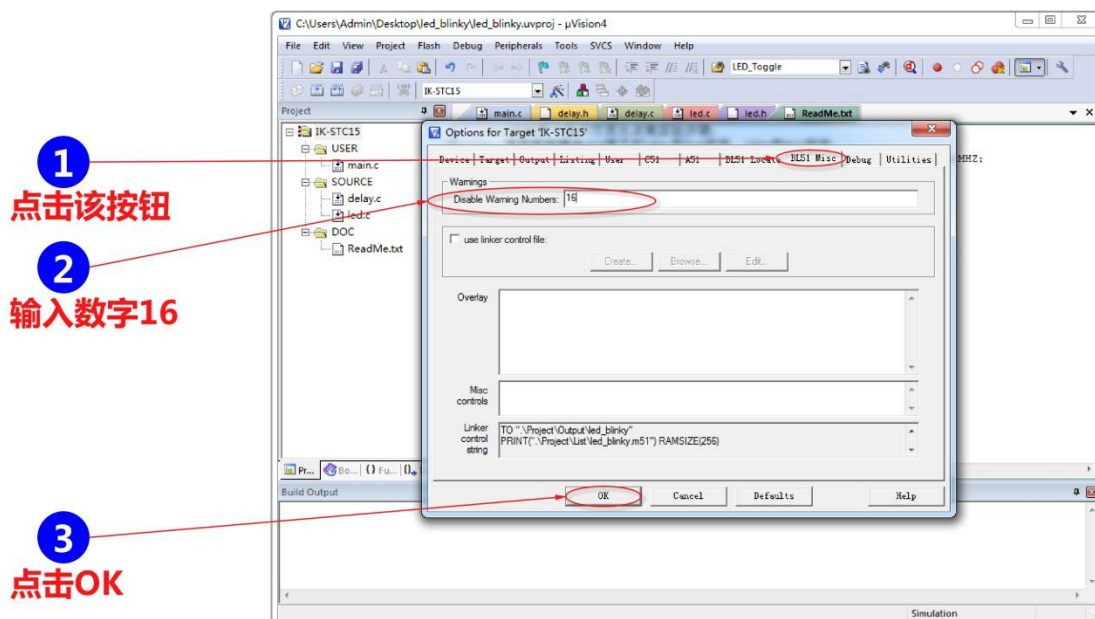 C:\Users\Admin\Desktop\led_blinky\led_blinky.uvproj - µVision4
File Edit View Project Flash Debug Peripherals Tools SVCS Window Help
LED_Toggle
IK-STC15
Project
main.c delay.h delay.c led.c led.h ReadMe.txt
IK-STC15
USER
main.c
SOURCE
delay.c
led.c
DOC
ReadMe.txt
Options for Target 'IK-STC15'
Device Target Output Listing User C51 A51 BL51 Locate BL51 Misc Debug Utilities
MHZ;
Warnings
Disable Warning Numbers: 16
use linker control file:
Create... Browse... Edit...
Overlay
Misc
controls
Linker
control
string
TO ".\Project\Output\led_blinky"
PRINT(".\Project\List\led_blinky.m51") RAMSIZE(256)
OK Cancel Defaults Help
Pr... Bo... {} Fu...
Build Output
Simulation
1
点击该按钮
2
输入数字16
3
点击OK